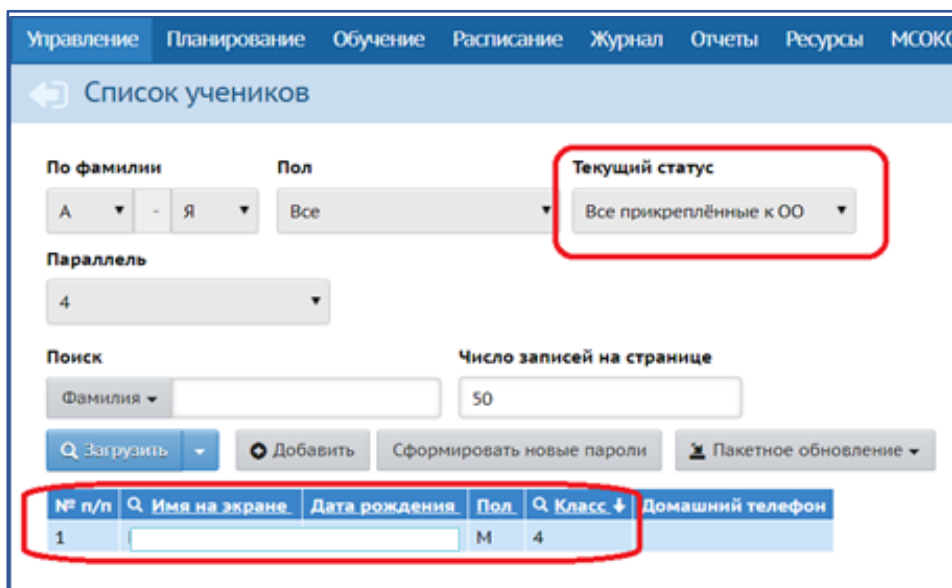 Управление Планирование Обучение Расписание Журнал Отчеты Ресурсы МСОКО
Список учеников
По фамилии Пол Текущий статус
А - Я Все Все прикреплённые к ОО
Параллель
4
Поиск Число записей на странице
Фамилия 50
Загрузить Добавить Сформировать новые пароли Пакетное обновление
№ п/п Имя на экране Дата рождения Пол Класс Домашний телефон
1 М 4